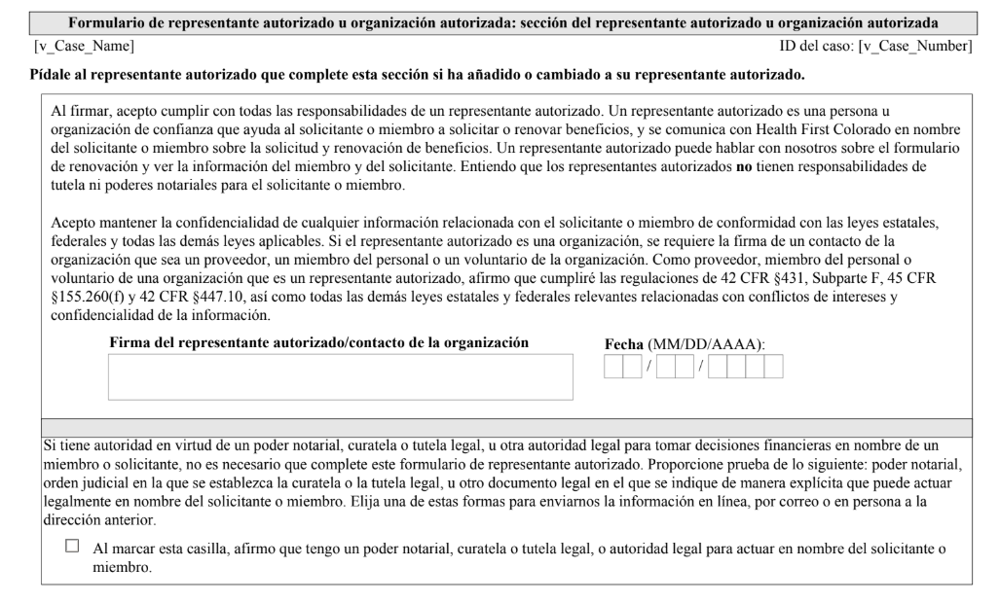 Formulario de representante autorizado u organización autorizada: sección del representante autorizado u organización autorizada
[v_Case_Name] ID del caso: [v_Case_Number]
Pídale al representante autorizado que complete esta sección si ha añadido o cambiado a su representante autorizado.
Al firmar, acepto cumplir con todas las responsabilidades de un representante autorizado. Un representante autorizado es una persona u
organización de confianza que ayuda al solicitante o miembro a solicitar o renovar beneficios, y se comunica con Health First Colorado en nombre
del solicitante o miembro sobre la solicitud y renovación de beneficios. Un representante autorizado puede hablar con nosotros sobre el formulario
de renovación y ver la información del miembro y del solicitante. Entiendo que los representantes autorizados no tienen responsabilidades de
tutela ni poderes notariales para el solicitante o miembro.
Acepto mantener la confidencialidad de cualquier información relacionada con el solicitante o miembro de conformidad con las leyes estatales,
federales y todas las demás leyes aplicables. Si el representante autorizado es una organización, se requiere la firma de un contacto de la
organización que sea un proveedor, un miembro del personal o un voluntario de la organización. Como proveedor, miembro del personal o
voluntario de una organización que es un representante autorizado, afirmo que cumpliré las regulaciones de 42 CFR §431, Subparte F, 45 CFR
§155.260(f) y 42 CFR §447.10, así como todas las demás leyes estatales y federales relevantes relacionadas con conflictos de intereses y
confidencialidad de la información.
Firma del representante autorizado/contacto de la organización Fecha (MM/DD/AAAA):
/ /
Si tiene autoridad en virtud de un poder notarial, curatela o tutela legal, u otra autoridad legal para tomar decisiones financieras en nombre de un
miembro o solicitante, no es necesario que complete este formulario de representante autorizado. Proporcione prueba de lo siguiente: poder notarial,
orden judicial en la que se establezca la curatela o la tutela legal, u otro documento legal en el que se indique de manera explícita que puede actuar
legalmente en nombre del solicitante o miembro. Elija una de estas formas para enviarnos la información en línea, por correo o en persona a la
dirección anterior.
Al marcar esta casilla, afirmo que tengo un poder notarial, curatela o tutela legal, o autoridad legal para actuar en nombre del solicitante o
miembro.